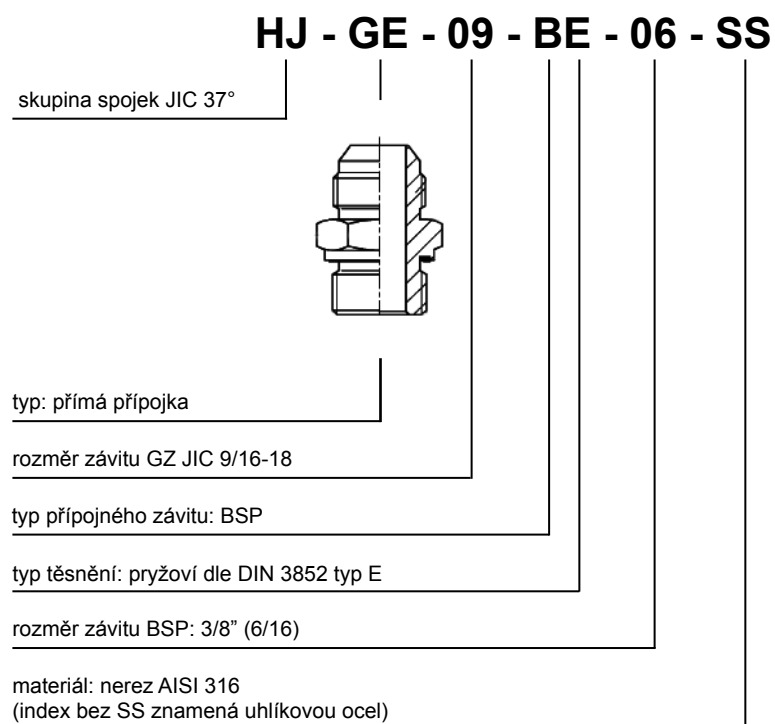 HJ - GE - 09 - BE - 06 - SS
skupina spojek JIC 37°
typ: přímá přípojka
rozměr závitu GZ JIC 9/16-18
typ přípojného závitu: BSP
typ těsnění: pryžoví dle DIN 3852 typ E
rozměr závitu BSP: 3/8” (6/16)
materiál: nerez AISI 316
(index bez SS znamená uhlíkovou ocel)